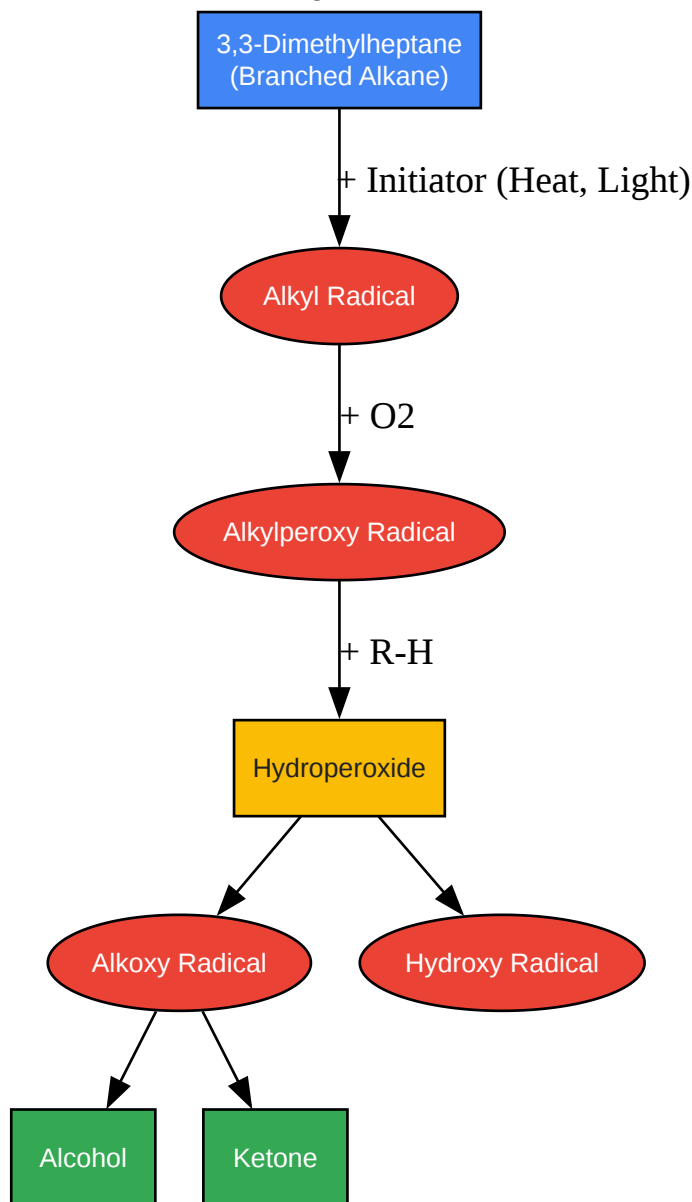 3,3-Dimethylheptane
(Branched Alkane)
+ Initiator (Heat, Light)
Alkyl Radical
+ O2
Alkylperoxy Radical
+ R-H
Hydroperoxide
Alkoxy Radical
Hydroxy Radical
Alcohol
Ketone